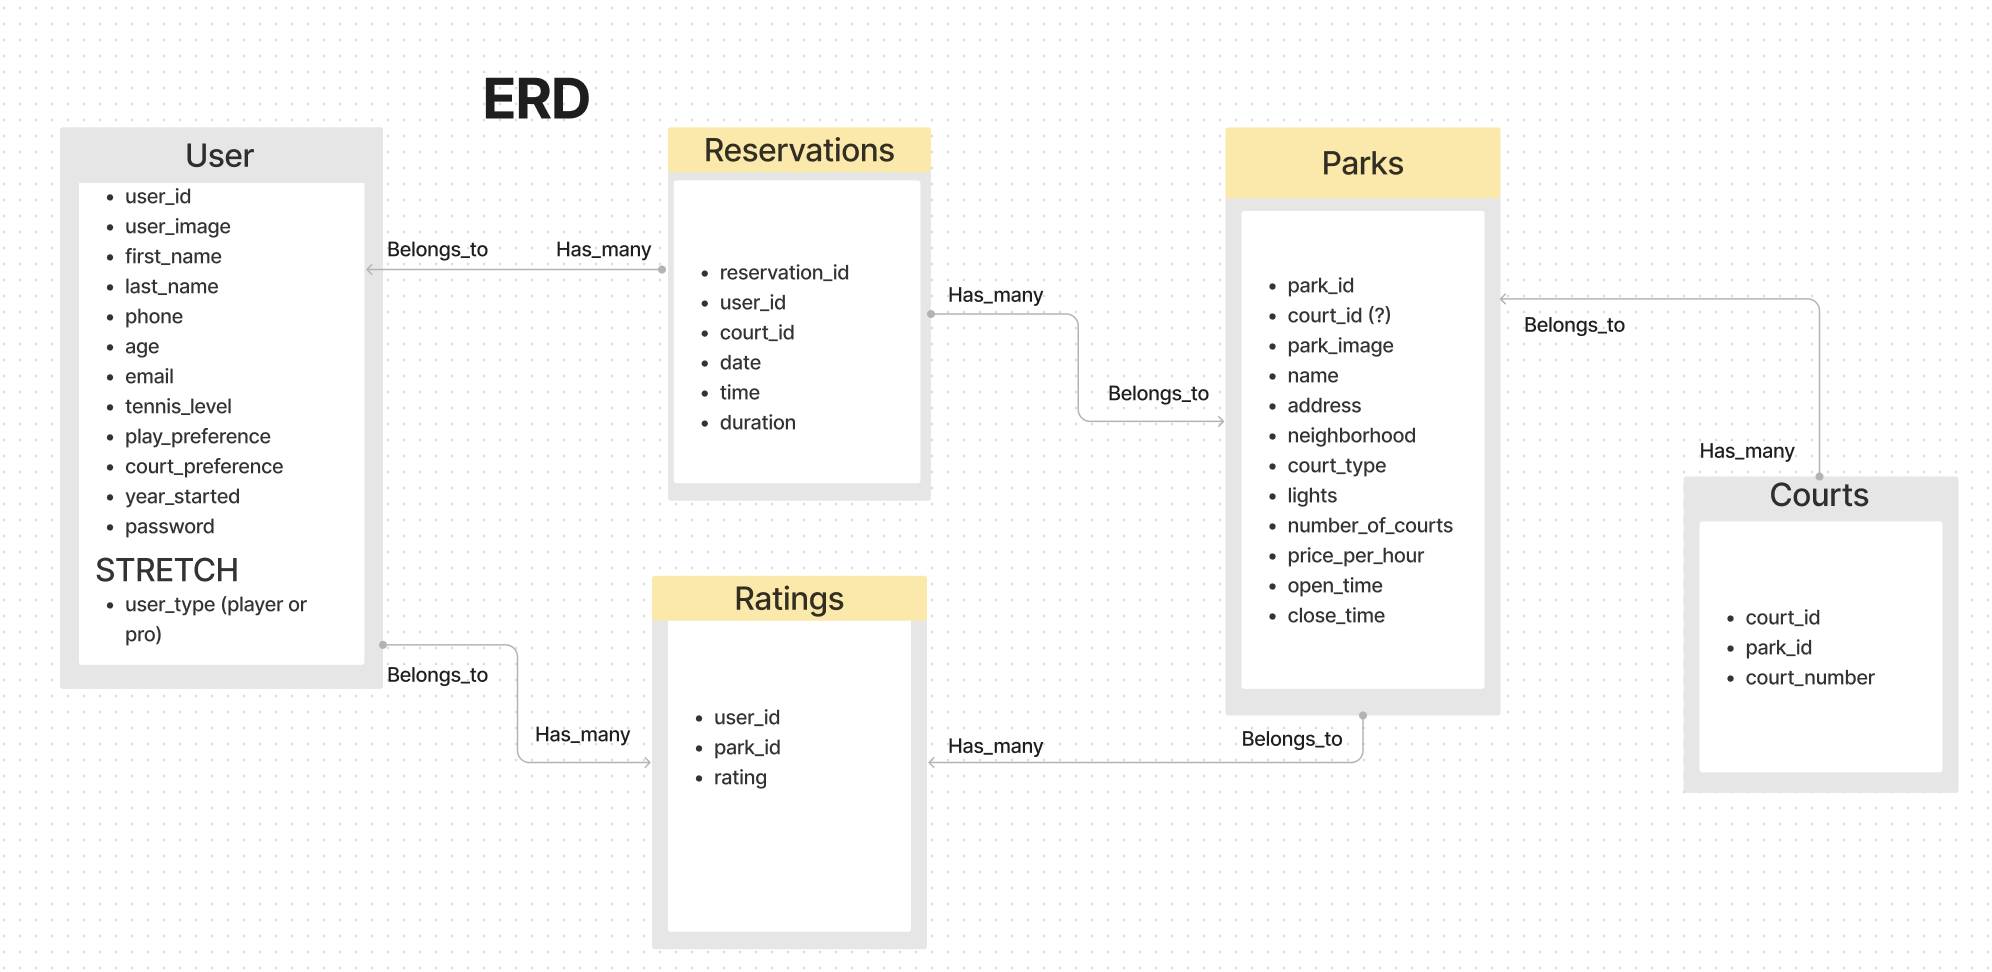 ERD
User
• user_id
• user_image
• first_name
• last_name
• phone
• age
• email
• tennis_level
• play_preference
• court_preference
• year_started
• password
STRETCH
• user_type (player or
pro)
Belongs_to
Has_many
Reservations
• reservation_id
• user_id
• court_id
• date
• time
• duration
Has_many
Belongs_to
Parks
• park_id
• court_id (?)
• park_image
• name
• address
• neighborhood
• court_type
• lights
• number_of_courts
• price_per_hour
• open_time
• close_time
Belongs_to
Has_many
Courts
• court_id
• park_id
• court_number
Belongs_to
Has_many
Ratings
• user_id
• park_id
• rating
Has_many
Belongs_to